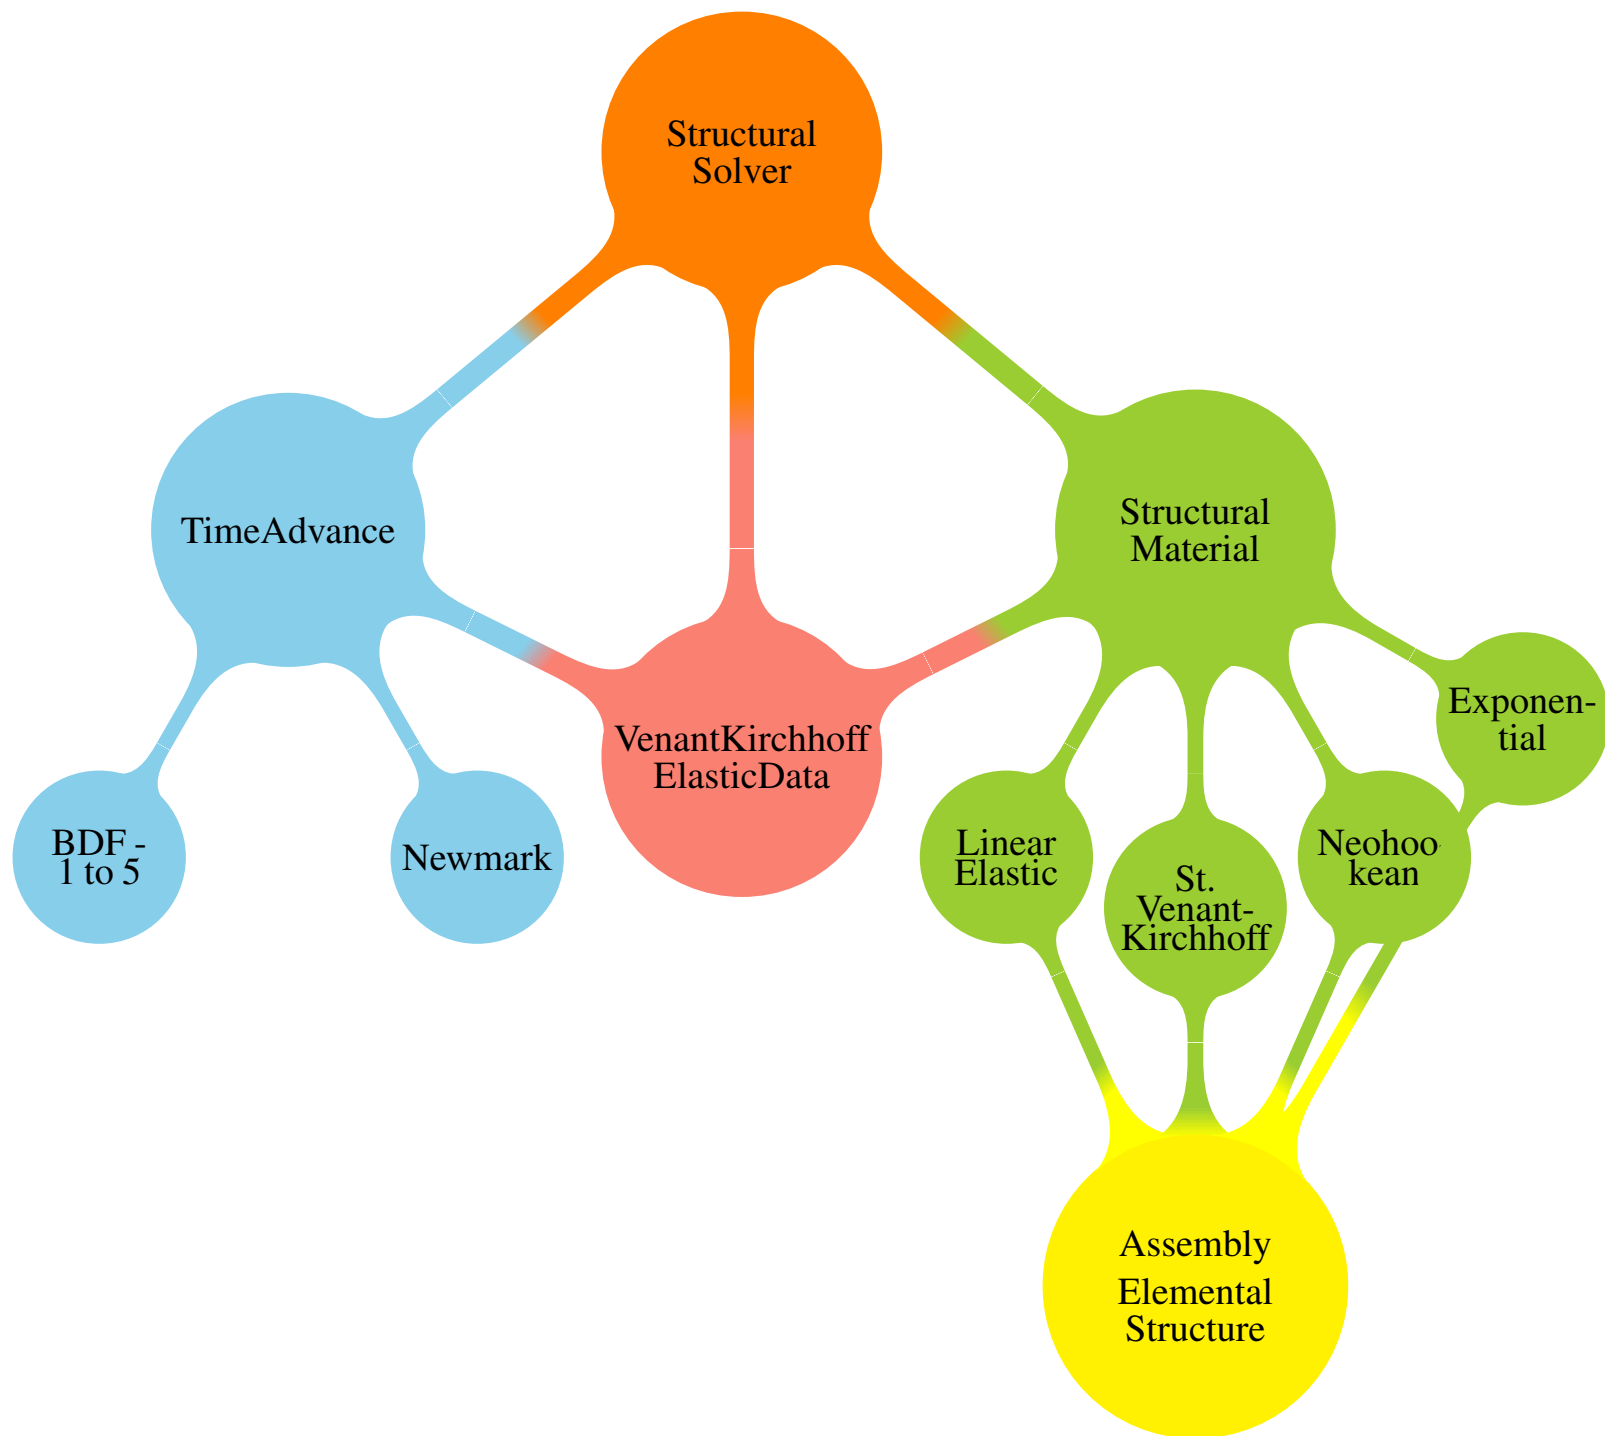 Structural
Solver
TimeAdvance
Structural
Material
VenantKirchhoff
ElasticData
Exponen-
tial
BDF -
1 to 5
Newmark
Linear
Elastic
St.
Venant-
Kirchhoff
Neohoo-
kean
Assembly
Elemental
Structure